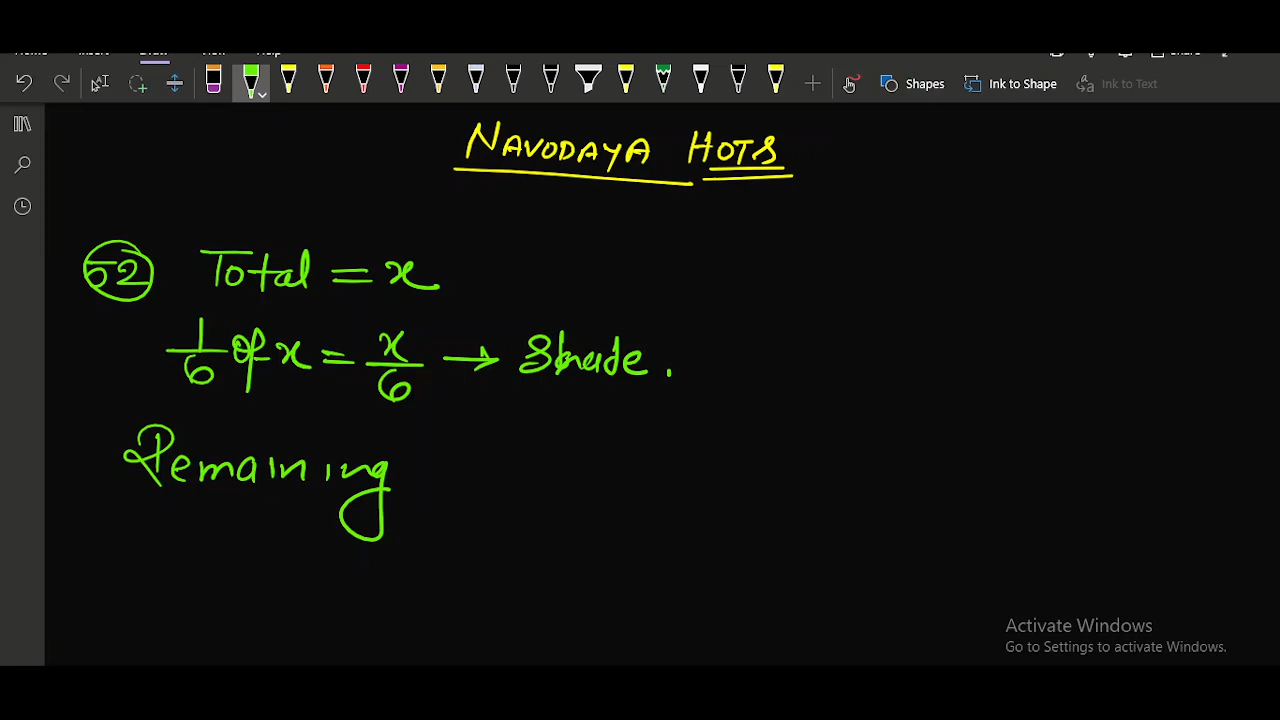 Ink to Shape
Shapes
Ink to Text
NAVODAYA HOTS
52 Total = x
1/6 of x = x/6 → Shade.
Remaining
Activate Windows
Go to Settings to activate Windows.